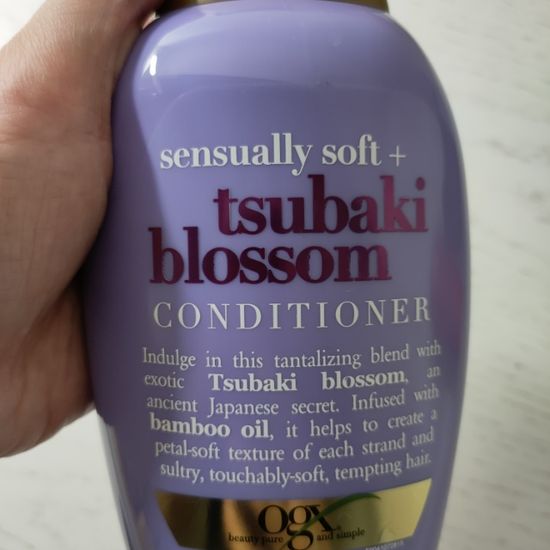 sensually soft +
tsubaki
blossom
CONDITIONER
Indulge in this tantalizing blend with
exotic Tsubaki blossom, an
ancient Japanese secret. Infused with
bamboo oil, it helps to create a
petal-soft texture of each strand and
sultry, touchably-soft, tempting hair.
ogx®
beauty pure and simple